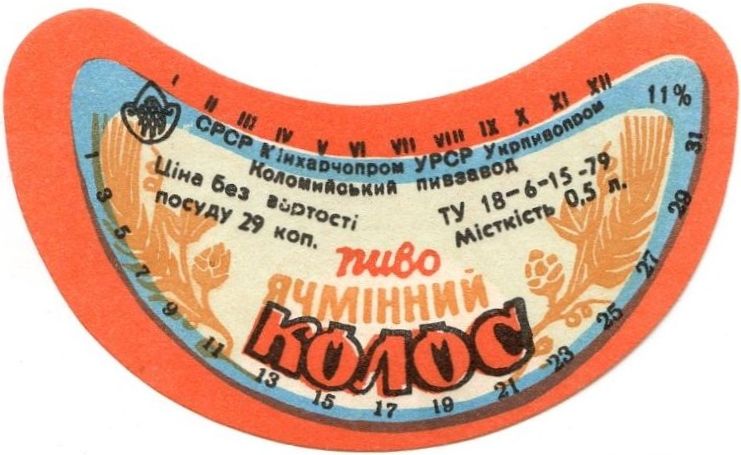 I II III IV V VI VII VIII IX X XI XII
11%
СРСР Мінхарчопром УРСР Укрпивопром
Коломийський пивзавод
Ціна без вартості
посуду 29 коп.
ТУ 18-6-15-79
Місткість 0,5 л.
пиво
ЯЧМІННИЙ
КОЛОС
1 3 5 7 9 11 13 15 17 19 21 23 25 27 29 31